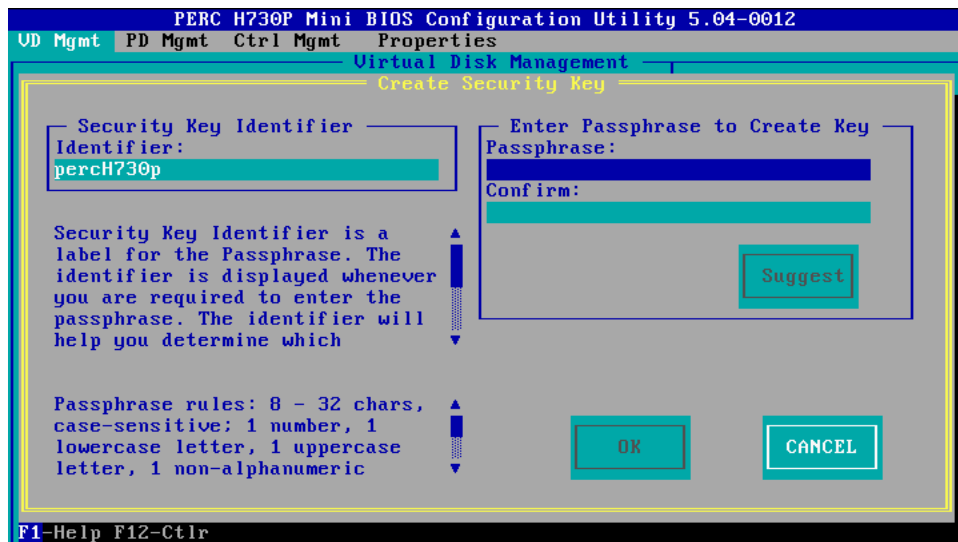 PERC H730P Mini BIOS Configuration Utility 5.04-0012
VD Mgmt PD Mgmt Ctrl Mgmt Properties
Virtual Disk Management
Create Security Key
Security Key Identifier
Identifier:
percH730p
Security Key Identifier is a
label for the Passphrase. The
identifier is displayed whenever
you are required to enter the
passphrase. The identifier will
help you determine which
Passphrase rules: 8 - 32 chars,
case-sensitive; 1 number, 1
lowercase letter, 1 uppercase
letter, 1 non-alphanumeric
Enter Passphrase to Create Key
Passphrase:
Confirm:
Suggest
OK
CANCEL
F1-Help F12-Ctlr